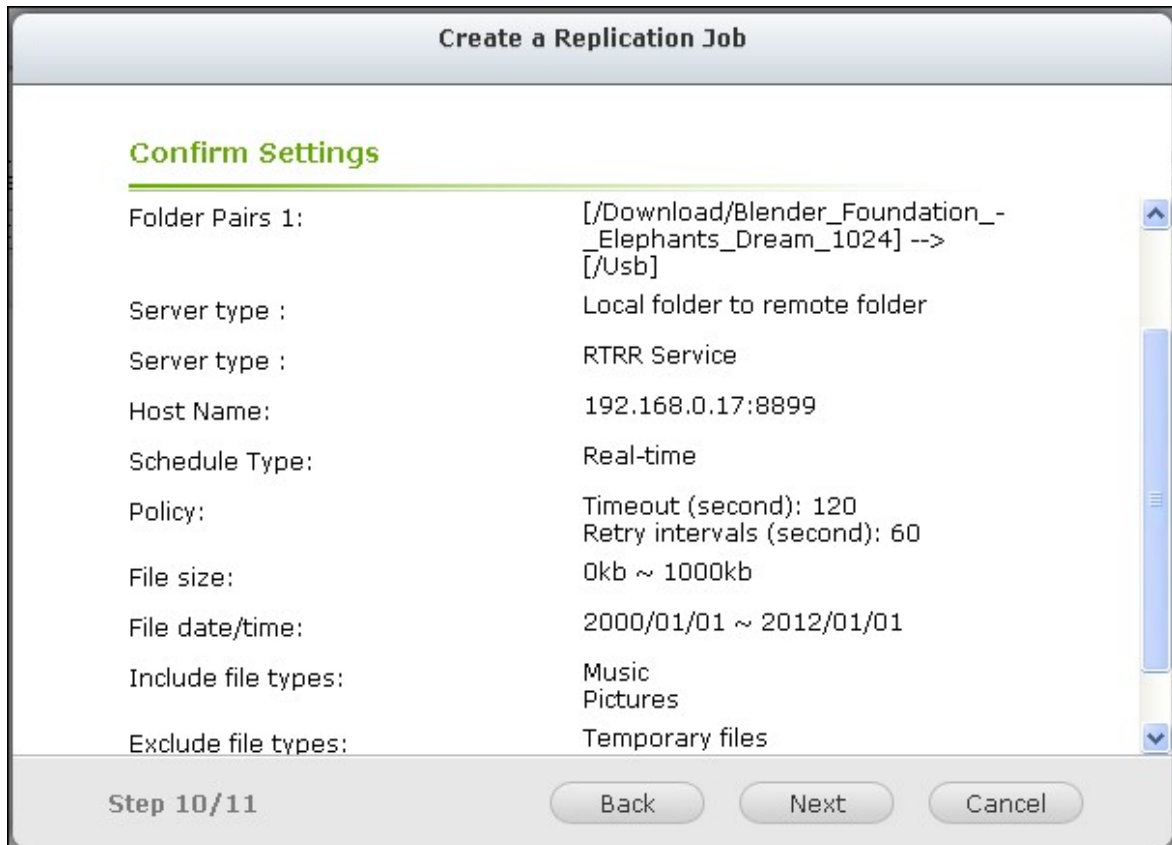 Create a Replication Job
Confirm Settings
Folder Pairs 1:
[/Download/Blender_Foundation_-
_Elephants_Dream_1024] -->
[/Usb]
Server type :
Local folder to remote folder
Server type :
RTRR Service
Host Name:
192.168.0.17:8899
Schedule Type:
Real-time
Policy:
Timeout (second): 120
Retry intervals (second): 60
File size:
0kb ~ 1000kb
File date/time:
2000/01/01 ~ 2012/01/01
Include file types:
Music
Pictures
Exclude file types:
Temporary files
Step 10/11
Back
Next
Cancel